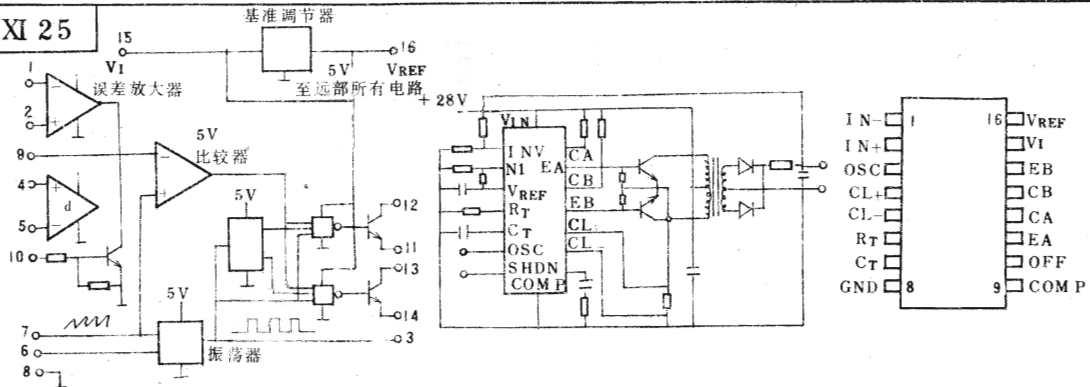 XI 25
基准调节器
15
VI
16
VREF
5V
至远部所有电路
1
误差放大器
2
5V
比较器
9
4
d
5
5V
10
12
11
13
14
5V
7
6
振荡器
3
8
+28V
VIN
INV
CA
N1
EA
VREF
CB
RT
EB
CT
CL
OSC
CL
SHDN
COMP
IN- 1 16 VREF
IN+ VI
OSC EB
CL+ CB
CL- CA
RT EA
CT OFF
GND 8 9 COMP